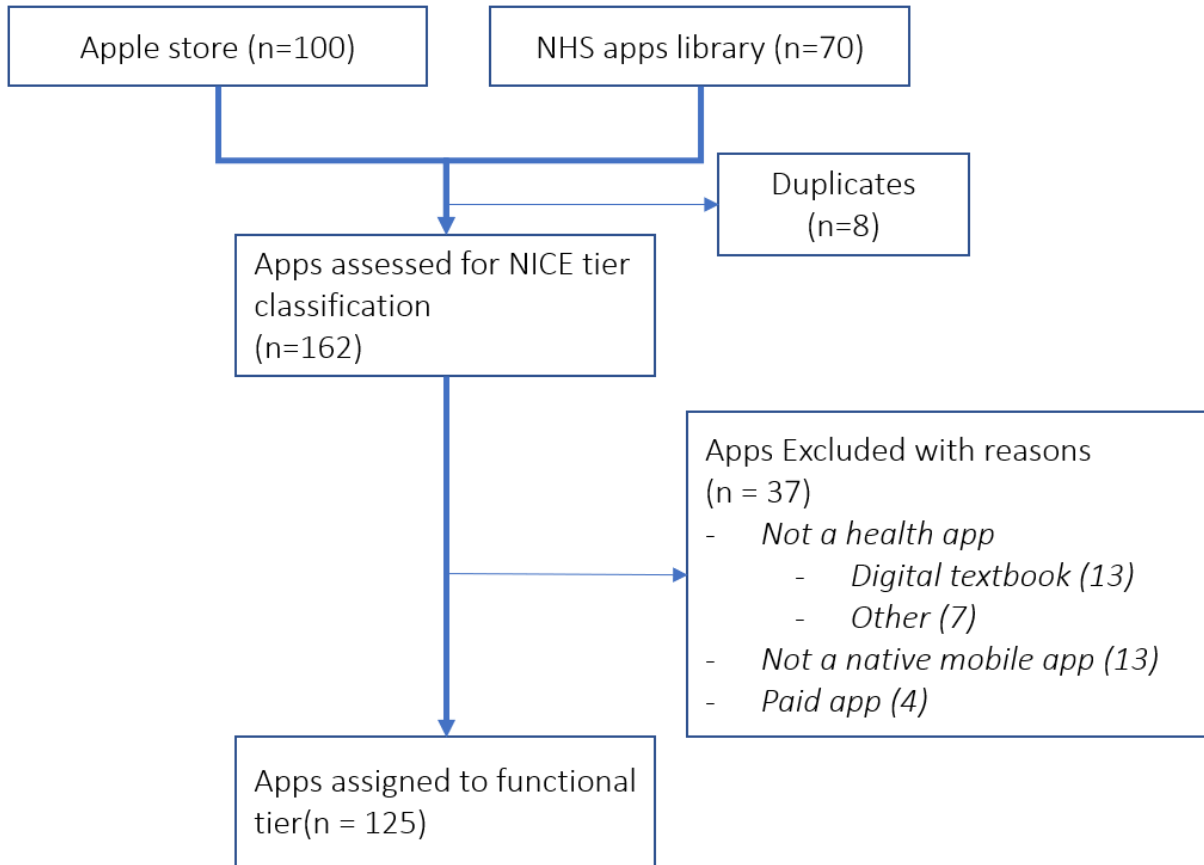 Apple store (n=100)
NHS apps library (n=70)
Duplicates
(n=8)
Apps assessed for NICE tier
classification
(n=162)
Apps Excluded with reasons
(n = 37)
- Not a health app
- Digital textbook (13)
- Other (7)
- Not a native mobile app (13)
- Paid app (4)
Apps assigned to functional
tier(n = 125)